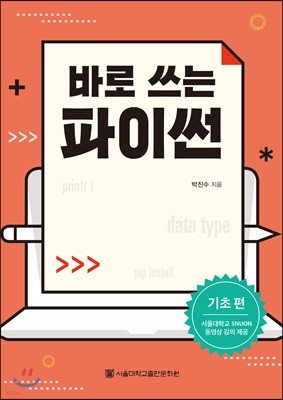 바로 쓰는
파이썬
박진수 지음
print( )
data type
>>>
>>>
pip install
기초 편
서울대학교 SNUON
동영상 강의 제공
서울대학교출판문화원